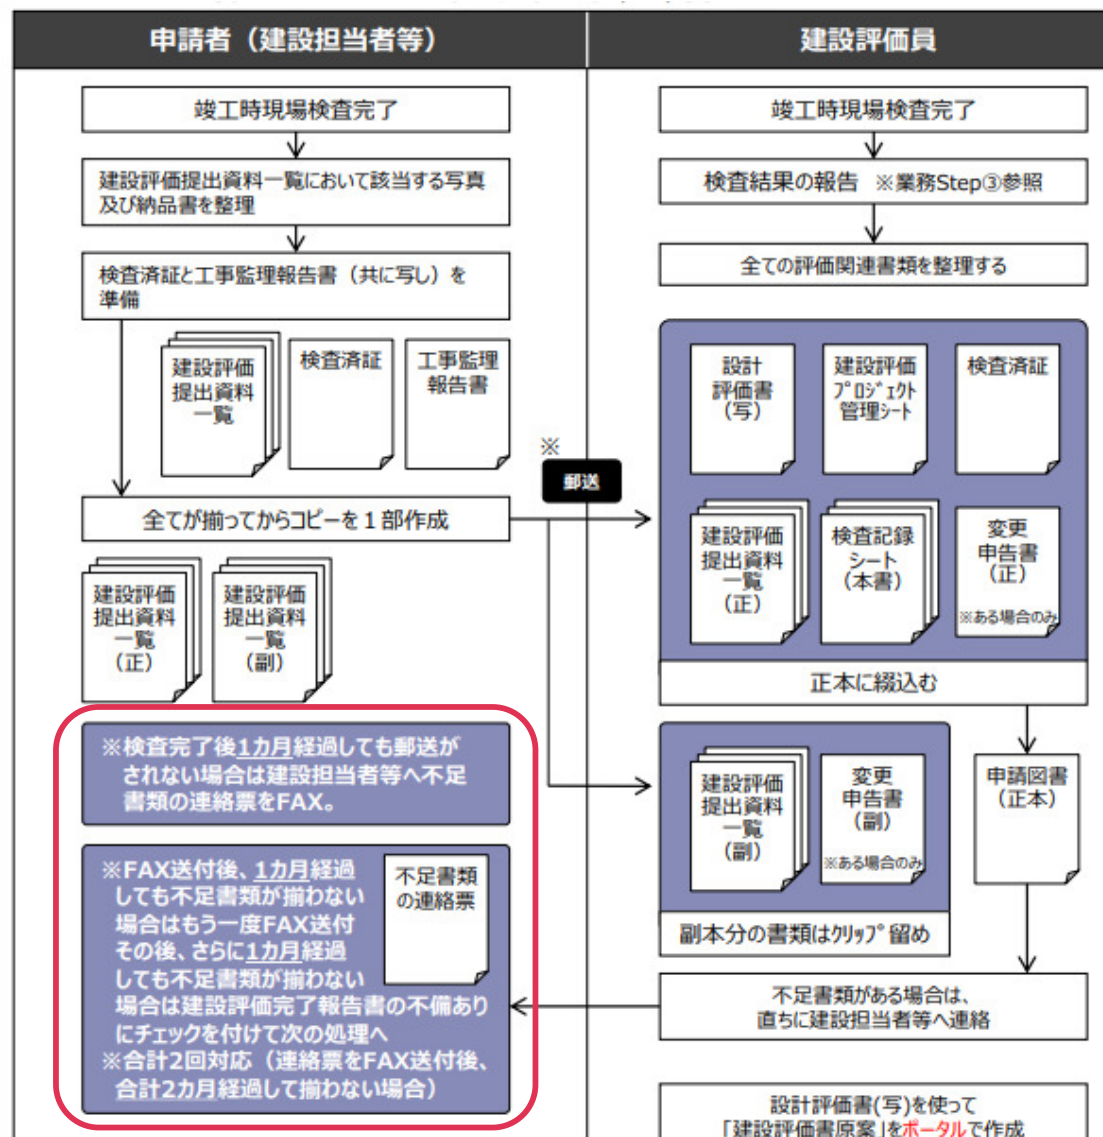 申請者（建設担当者等）
竣工時現場検査完了
建設評価提出資料一覧において該当する写真
及び納品書を整理
検査済証と工事監理報告書（共に写し）を
準備
建設評価
提出資料
一覧
検査済証
工事監理
報告書
全てが揃ってからコピーを１部作成
建設評価
提出資料
一覧
（正）
建設評価
提出資料
一覧
（副）
※
郵送
※検査完了後1カ月経過しても郵送が
されない場合は建設担当者等へ不足
書類の連絡票をFAX。
※FAX送付後、1カ月経過
しても不足書類が揃わない
場合はもう一度FAX送付
その後、さらに1カ月経過
しても不足書類が揃わない
場合は建設評価完了報告書の不備あり
にチェックを付けて次の処理へ
※合計2回対応（連絡票をFAX送付後、
合計2カ月経過して揃わない場合）
不足書類
の連絡票
建設評価員
竣工時現場検査完了
検査結果の報告 ※業務Step③参照
全ての評価関連書類を整理する
設計
評価書
（写）
建設評価
ﾌﾟﾛｼﾞｪｸﾄ
管理ｼｰﾄ
検査済証
建設評価
提出資料
一覧
（正）
検査記録
シート
（本書）
変更
申告書
（正）
※ある場合のみ
正本に綴込む
建設評価
提出資料
一覧
（副）
変更
申告書
（副）
※ある場合のみ
副本分の書類はｸﾘｯﾌﾟ留め
申請図書
（正本）
不足書類がある場合は、
直ちに建設担当者等へ連絡
設計評価書(写)を使って
「建設評価書原案」をポータルで作成